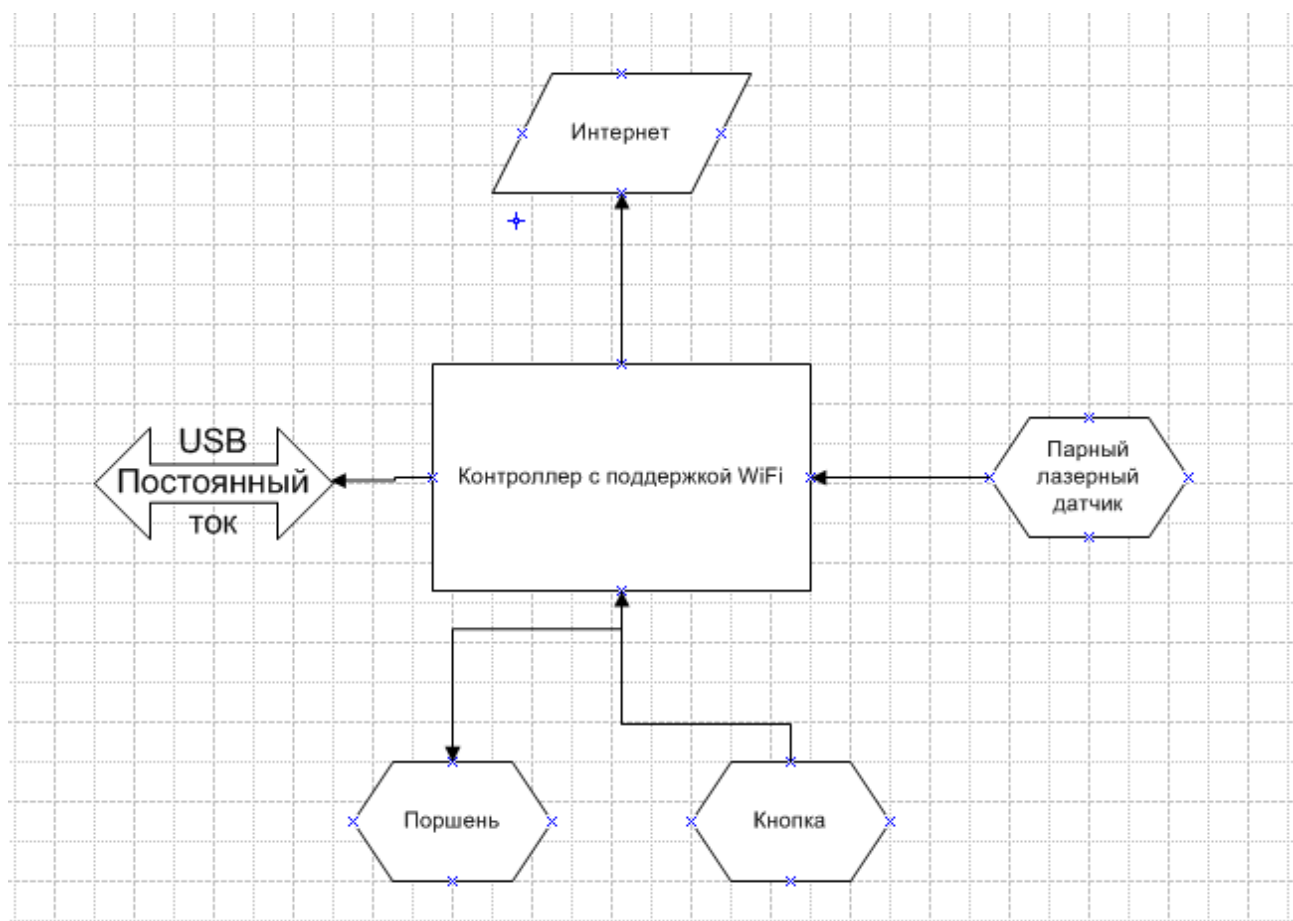 Интернет
USB
Постоянный
ток
Контроллер с поддержкой WiFi
Парный
лазерный
датчик
Поршень
Кнопка